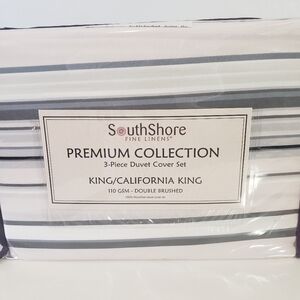 SouthShore
FINE LINENS®
PREMIUM COLLECTION
3-Piece Duvet Cover Set
KING/CALIFORNIA KING
110 GSM - DOUBLE BRUSHED